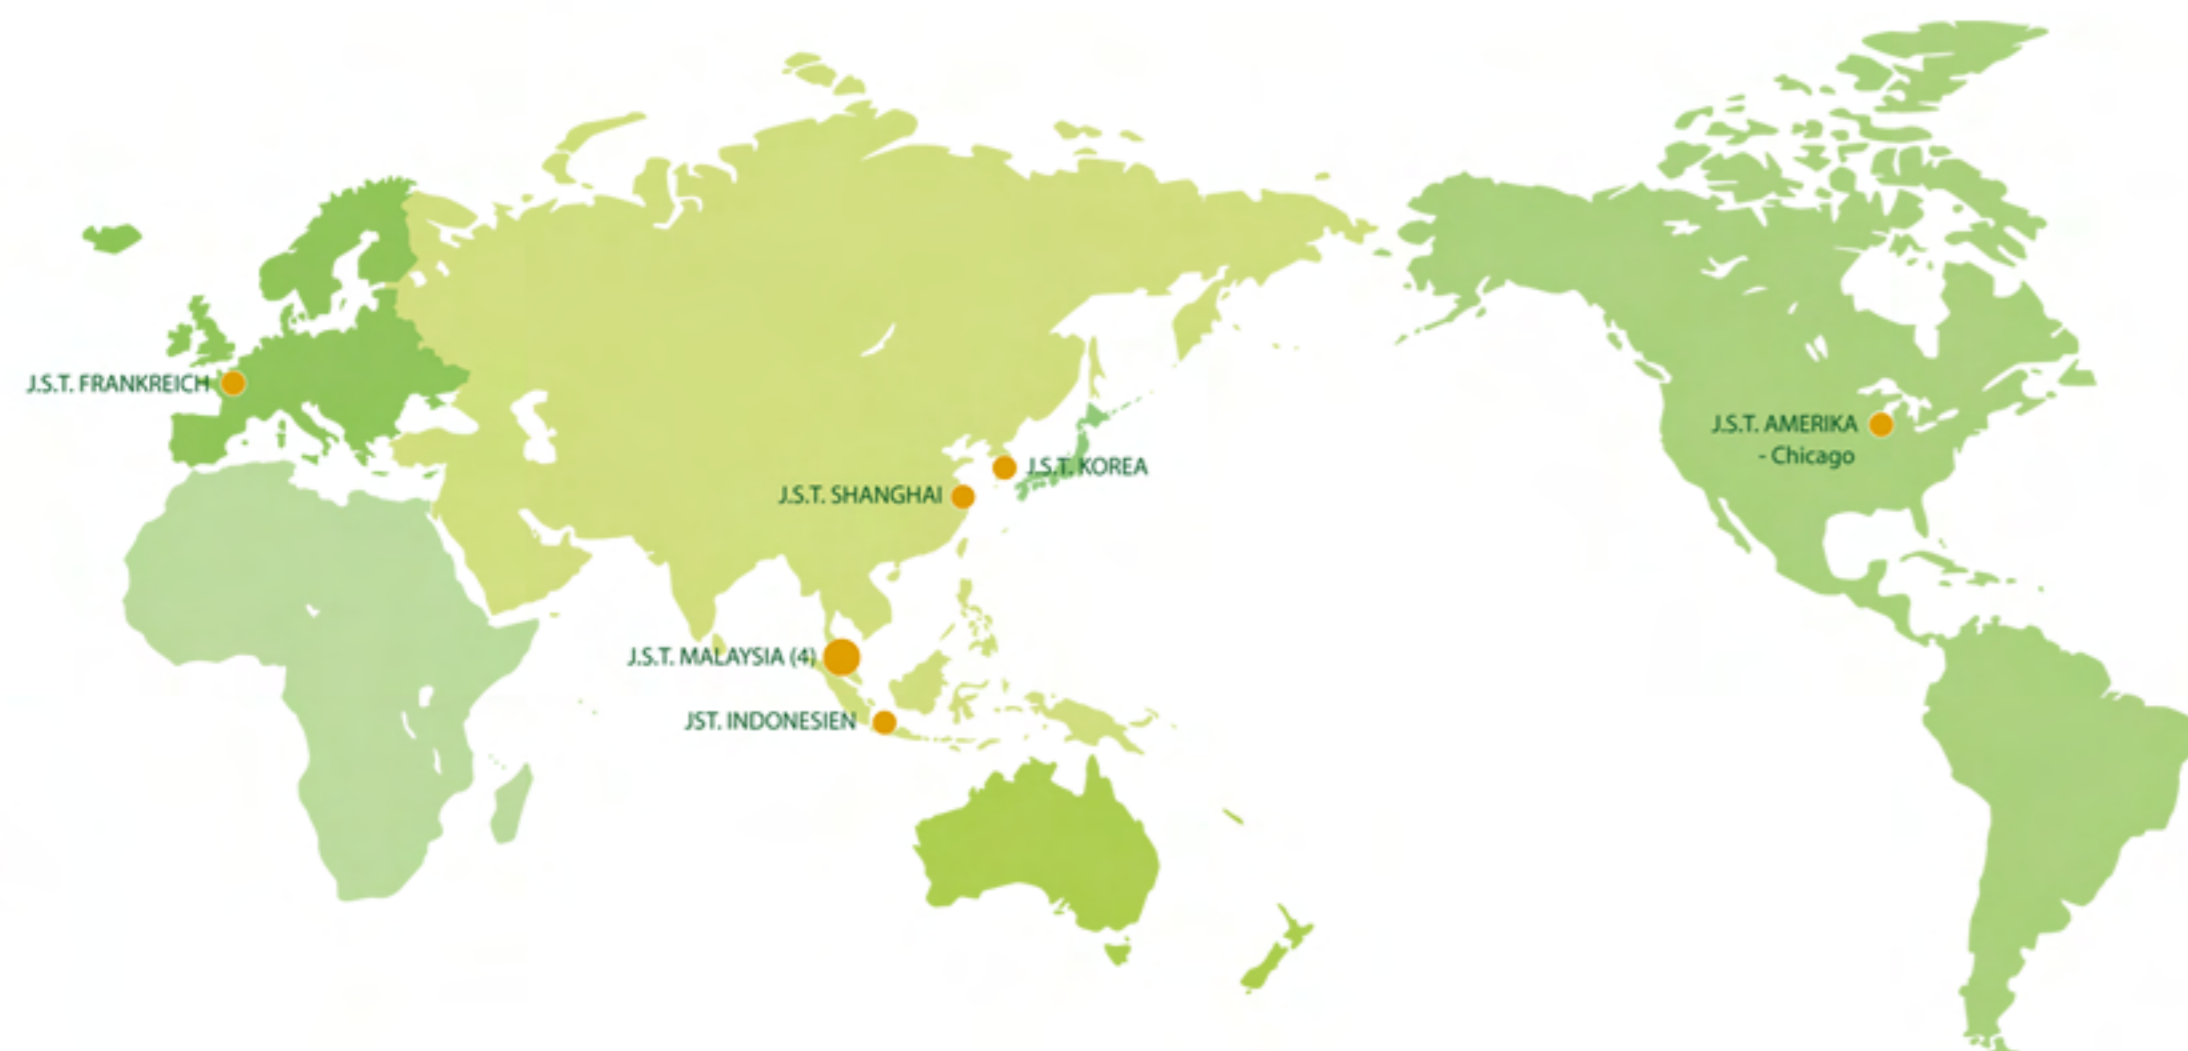 J.S.T. FRANKREICH
J.S.T. AMERIKA
- Chicago
J.S.T. KOREA
J.S.T. SHANGHAI
J.S.T. MALAYSIA (4)
JST. INDONESIEN